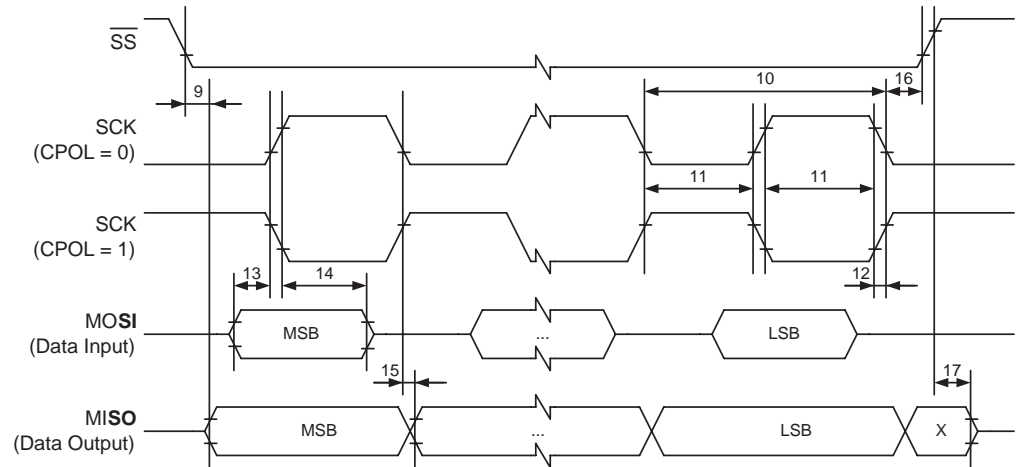 SS
10
9
16
SCK
(CPOL = 0)
11
11
SCK
(CPOL = 1)
13
14
12
MOSI
(Data Input)
MSB
...
LSB
15
17
MISO
(Data Output)
MSB
...
LSB
X